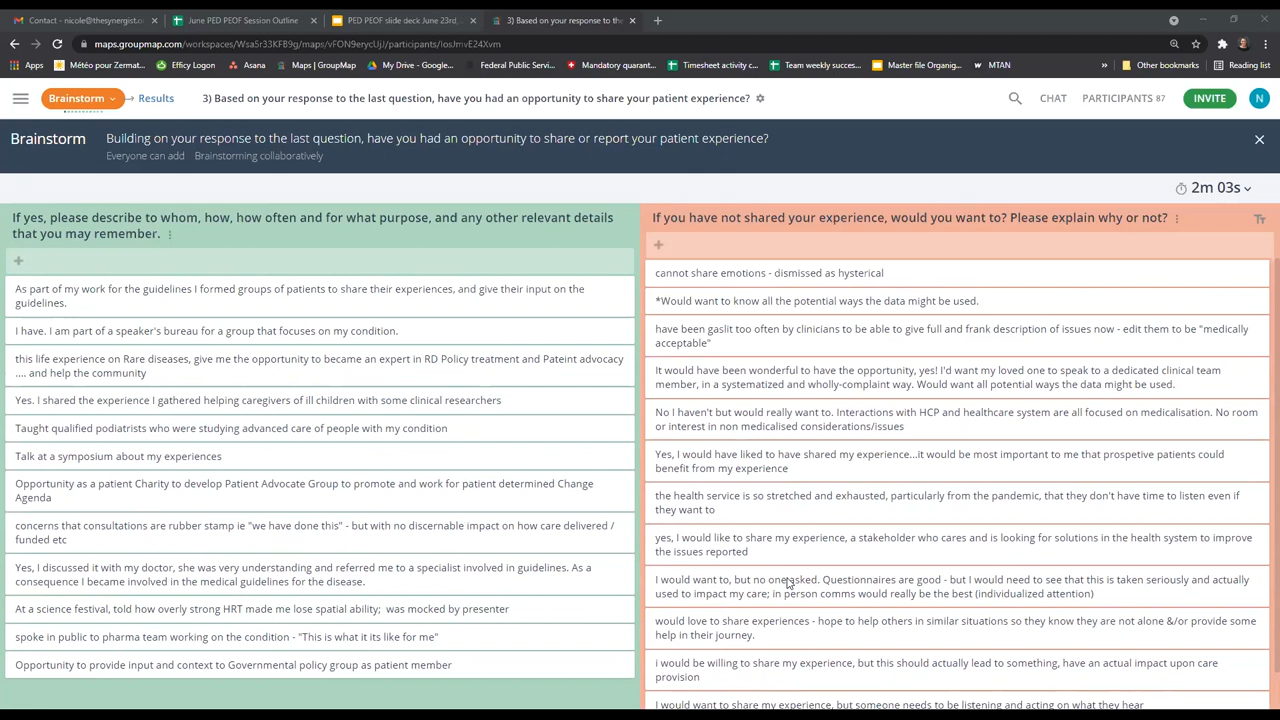 Contact - nicole@thesynergist.o
June PED PEOF Session Outline
PED PEOF slide deck June 23rd,
3) Based on your response to the
maps.groupmap.com/workspaces/
Apps
Météo pour Zermat...
Efficy Logon
Asana
Maps | GroupMap
My Drive - Google...
Federal Public Servi...
Mandatory quarant...
Timesheet activity c...
Team weekly succes...
Master file Organig...
MTAN
Other bookmarks
Reading list
Brainstorm
Results
3) Based on your response to the last question, have you had an opportunity to share your patient experience?
CHAT
PARTICIPANTS 87
INVITE
N
Brainstorm
Building on your response to the last question, have you had an opportunity to share or report your patient experience?
Everyone can add Brainstorming collaboratively
2m 03s
If yes, please describe to whom, how, how often and for what purpose, and any other relevant details
that you may remember.
As part of my work for the guidelines I formed groups of patients to share their experiences, and give their input on the
guidelines.
I have. I am part of a speaker's bureau for a group that focuses on my condition.
this life experience on Rare diseases, give me the opportunity to became an expert in RD Policy treatment and Pateint advocacy
.... and help the community
Yes. I shared the experience I gathered helping caregivers of ill children with some clinical researchers
Taught qualified podiatrists who were studying advanced care of people with my condition
Talk at a symposium about my experiences
Opportunity as a patient Charity to develop Patient Advocate Group to promote and work for patient determined Change
Agenda
concerns that consultations are rubber stamp ie "we have done this" - but with no discernable impact on how care delivered /
funded etc
Yes, I discussed it with my doctor, she was very understanding and referred me to a specialist involved in guidelines. As a
consequence I became involved in the medical guidelines for the disease.
At a science festival, told how overly strong HRT made me lose spatial ability; was mocked by presenter
spoke in public to pharma team working on the condition - "This is what it its like for me"
Opportunity to provide input and context to Governmental policy group as patient member
If you have not shared your experience, would you want to? Please explain why or not?
cannot share emotions - dismissed as hysterical
*Would want to know all the potential ways the data might be used.
have been gaslit too often by clinicians to be able to give full and frank description of issues now - edit them to be "medically
acceptable"
It would have been wonderful to have the opportunity, yes! I'd want my loved one to speak to a dedicated clinical team
member, in a systematized and wholly-complaint way. Would want all potential ways the data might be used.
No I haven't but would really want to. Interactions with HCP and healthcare system are all focused on medicalisation. No room
or interest in non medicalised considerations/issues
Yes, I would have liked to have shared my experience...it would be most important to me that prospetive patients could
benefit from my experience
the health service is so stretched and exhausted, particularly from the pandemic, that they don't have time to listen even if
they want to
yes, I would like to share my experience, a stakeholder who cares and is looking for solutions in the health system to improve
the issues reported
I would want to, but no one asked. Questionnaires are good - but I would need to see that this is taken seriously and actually
used to impact my care; in person comms would really be the best (individualized attention)
would love to share experiences - hope to help others in similar situations so they know they are not alone &/or provide some
help in their journey.
i would be willing to share my experience, but this should actually lead to something, have an actual impact upon care
provision
I would want to share my experience, but someone needs to be listening and acting on what they hear